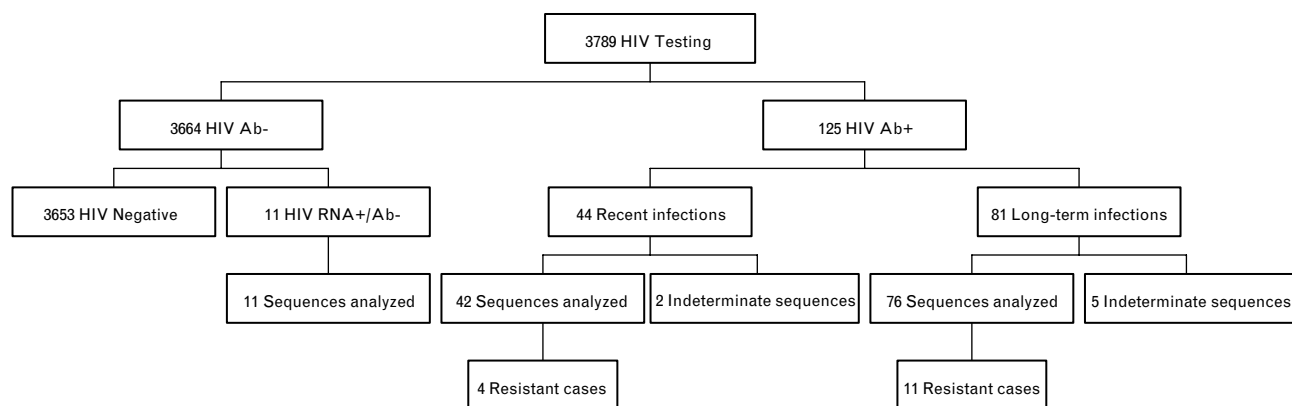 3789 HIV Testing
3664 HIV Ab-
125 HIV Ab+
3653 HIV Negative
11 HIV RNA+/Ab-
44 Recent infections
81 Long-term infections
11 Sequences analyzed
42 Sequences analyzed
2 Indeterminate sequences
76 Sequences analyzed
5 Indeterminate sequences
4 Resistant cases
11 Resistant cases